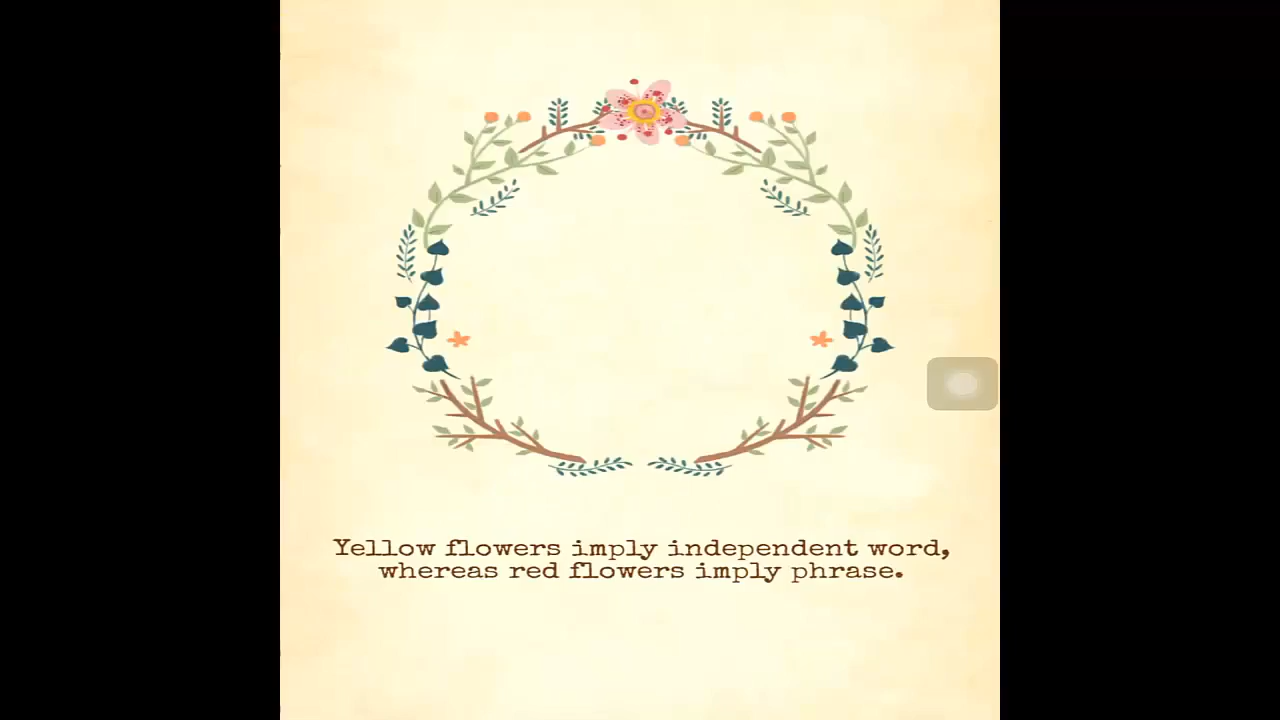 Yellow flowers imply independent word,
whereas red flowers imply phrase.